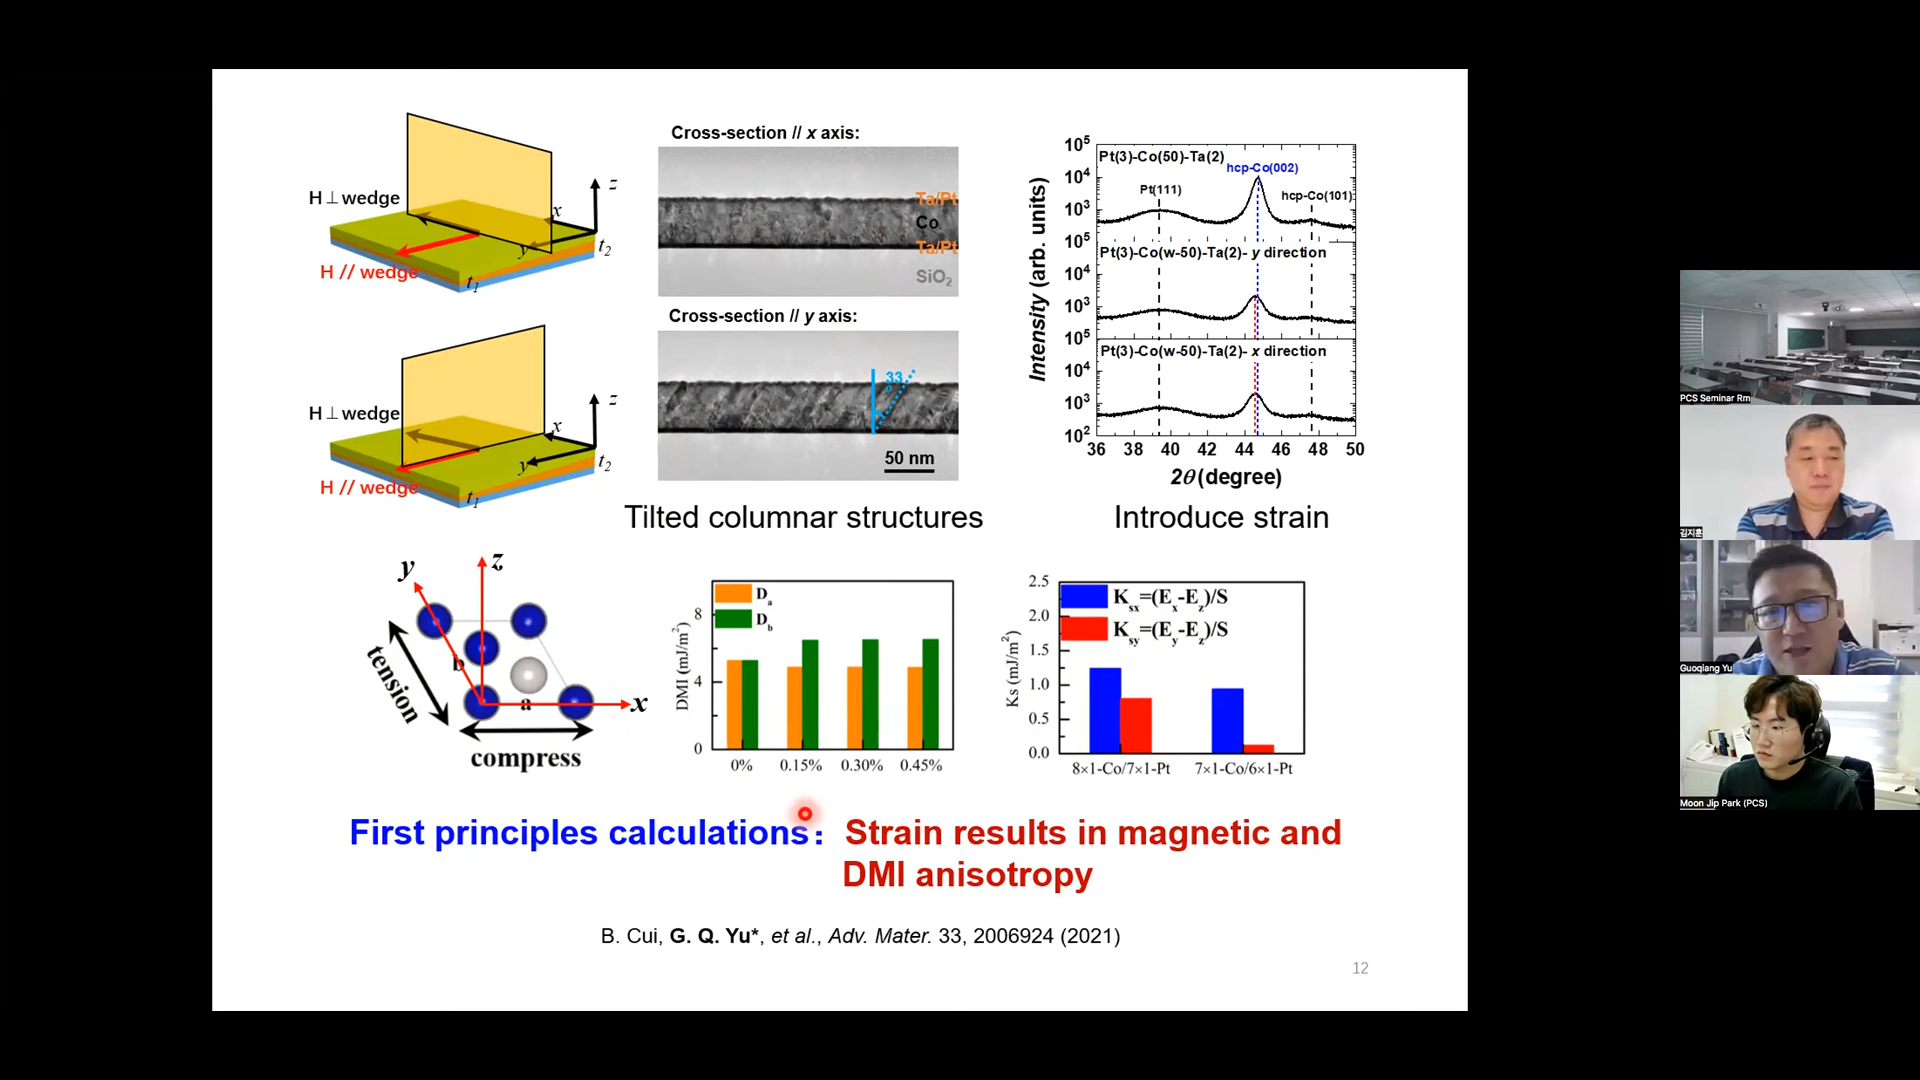 H ⊥ wedge
z
x
y
t₂
t₁
H // wedge
H ⊥ wedge
z
x
y
t₂
t₁
H // wedge
Cross-section // x axis:
Ta/Pt
Co
Ta/Pt
SiO₂
Cross-section // y axis:
33
50 nm
Tilted columnar structures
Intensity (arb. units)
Pt(3)-Co(50)-Ta(2)
hcp-Co(002)
Pt(111)
hcp-Co(101)
10⁵
10⁴
10³
10⁵
Pt(3)-Co(w-50)-Ta(2)- y direction
10⁴
10³
10⁵
Pt(3)-Co(w-50)-Ta(2)- x direction
10⁴
10³
10²
36 38 40 42 44 46 48 50
2θ (degree)
Introduce strain
y
z
x
tension
b
a
compress
DMI (mJ/m²)
8
4
0
Dₐ
D_b
0% 0.15% 0.30% 0.45%
Ks (mJ/m²)
2.5
2.0
1.5
1.0
0.5
0.0
Kₛₓ=(Eₓ-E_z)/S
K_sy=(E_y-E_z)/S
8×1-Co/7×1-Pt 7×1-Co/6×1-Pt
First principles calculations: Strain results in magnetic and
DMI anisotropy
B. Cui, G. Q. Yu*, et al., Adv. Mater. 33, 2006924 (2021)
12
PCS Seminar Rm
김지훈
Guoqiang Yu
Moon Jip Park (PCS)